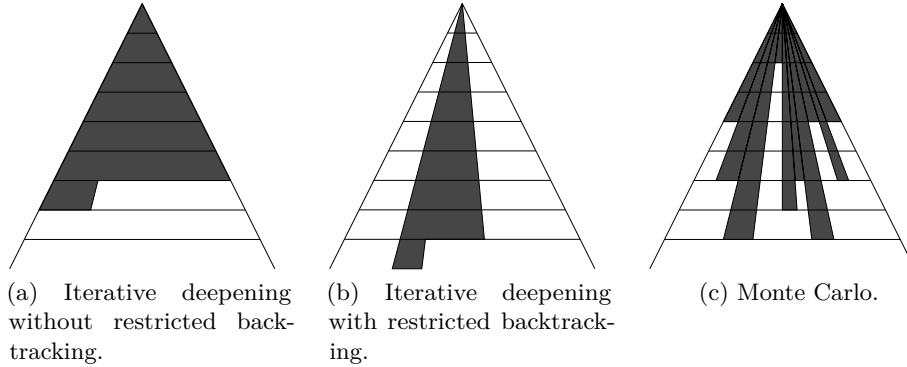 (a) Iterative deepening
without restricted back-
tracking.
(b) Iterative deepening
with restricted backtrack-
ing.
(c) Monte Carlo.